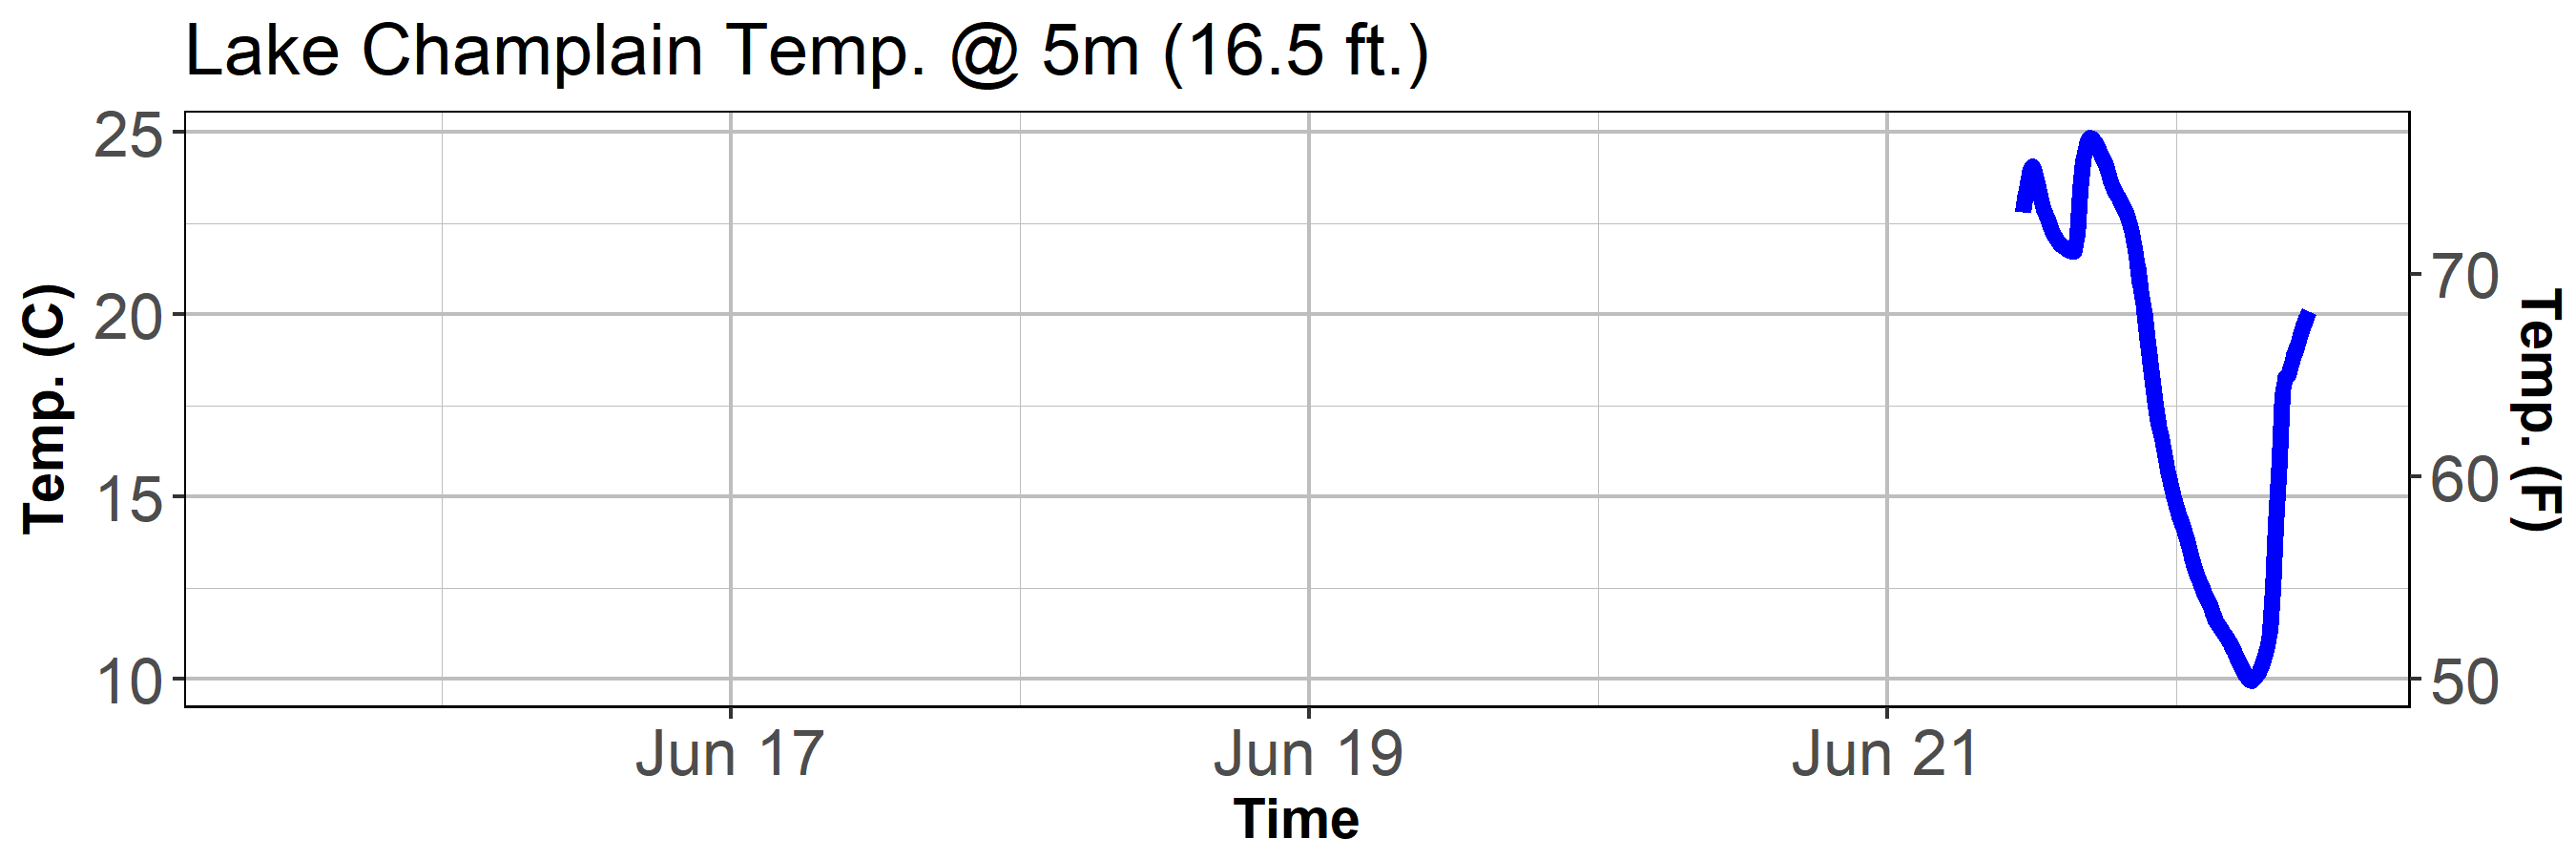 Lake Champlain Temp. @ 5m (16.5 ft.)
25
20
15
10
Temp. (C)
70
60
50
Temp. (F)
Jun 17 Jun 19 Jun 21
Time